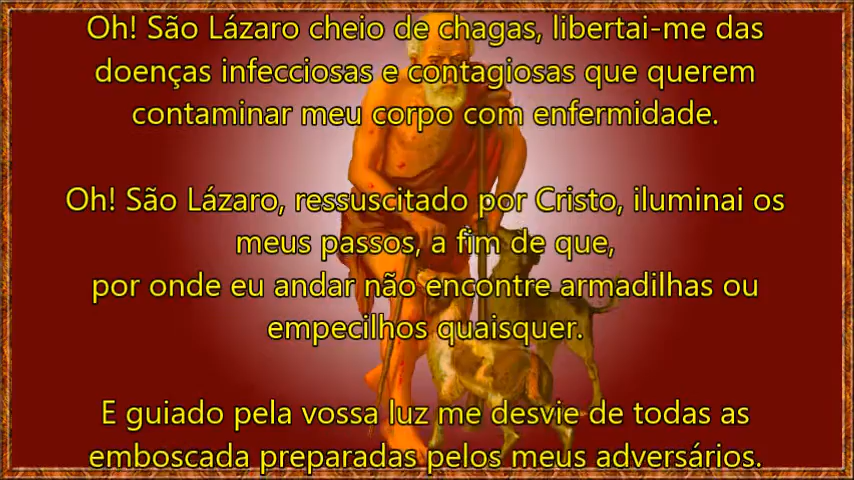 Oh! São Lázaro cheio de chagas, libertai-me das
doenças infecciosas e contagiosas que querem
contaminar meu corpo com enfermidade.
Oh! São Lázaro, ressuscitado por Cristo, iluminai os
meus passos, a fim de que,
por onde eu andar não encontre armadilhas ou
empecilhos quaisquer.
E guiado pela vossa luz me desvie de todas as
emboscada preparadas pelos meus adversários.